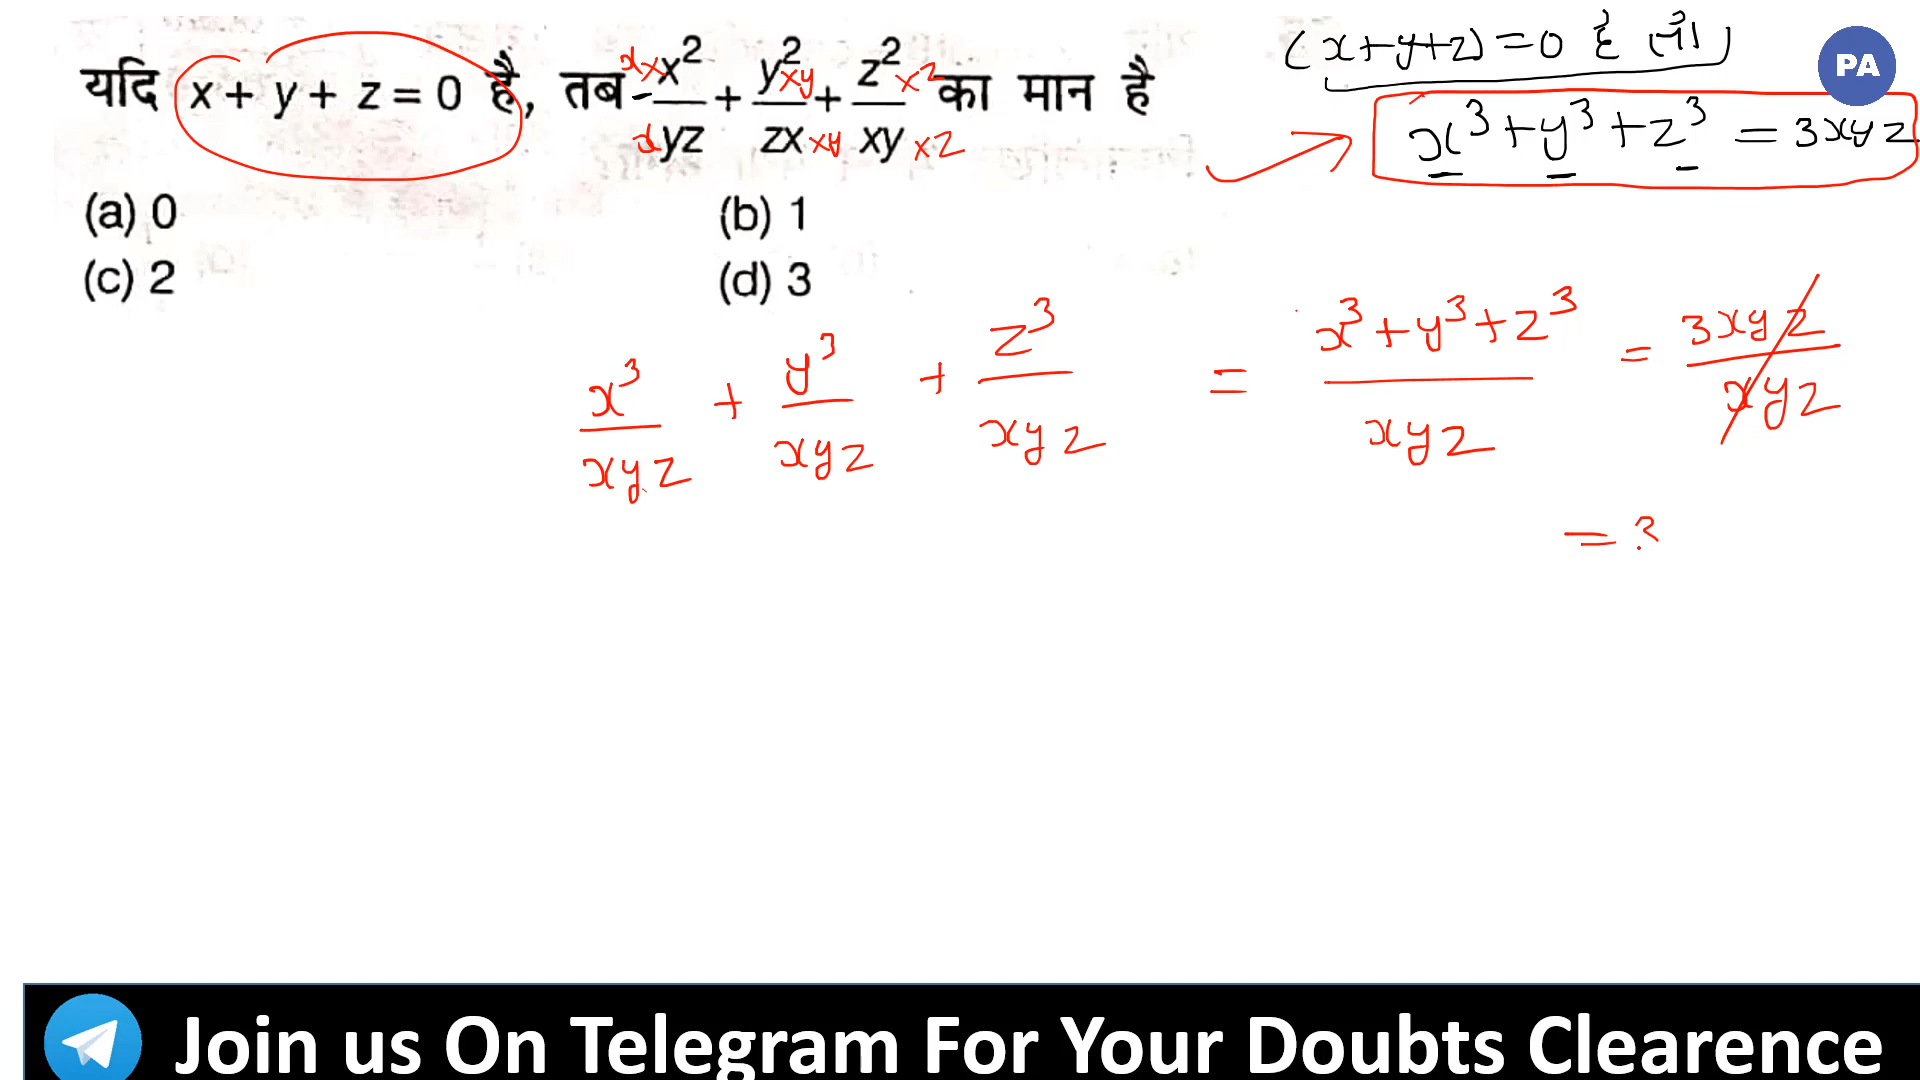 यदि x + y + z = 0 है, तब x²/yz + y²/zx + z²/xy का मान है
(a) 0 (b) 1
(c) 2 (d) 3
(x+y+z) = 0 है तो
x³ + y³ + z³ = 3xyz
PA
x× ×y ×z
x ×y ×z
x³/xyz + y³/xyz + z³/xyz = x³+y³+z³/xyz = 3xyz/xyz
= 3
Join us On Telegram For Your Doubts Clearence